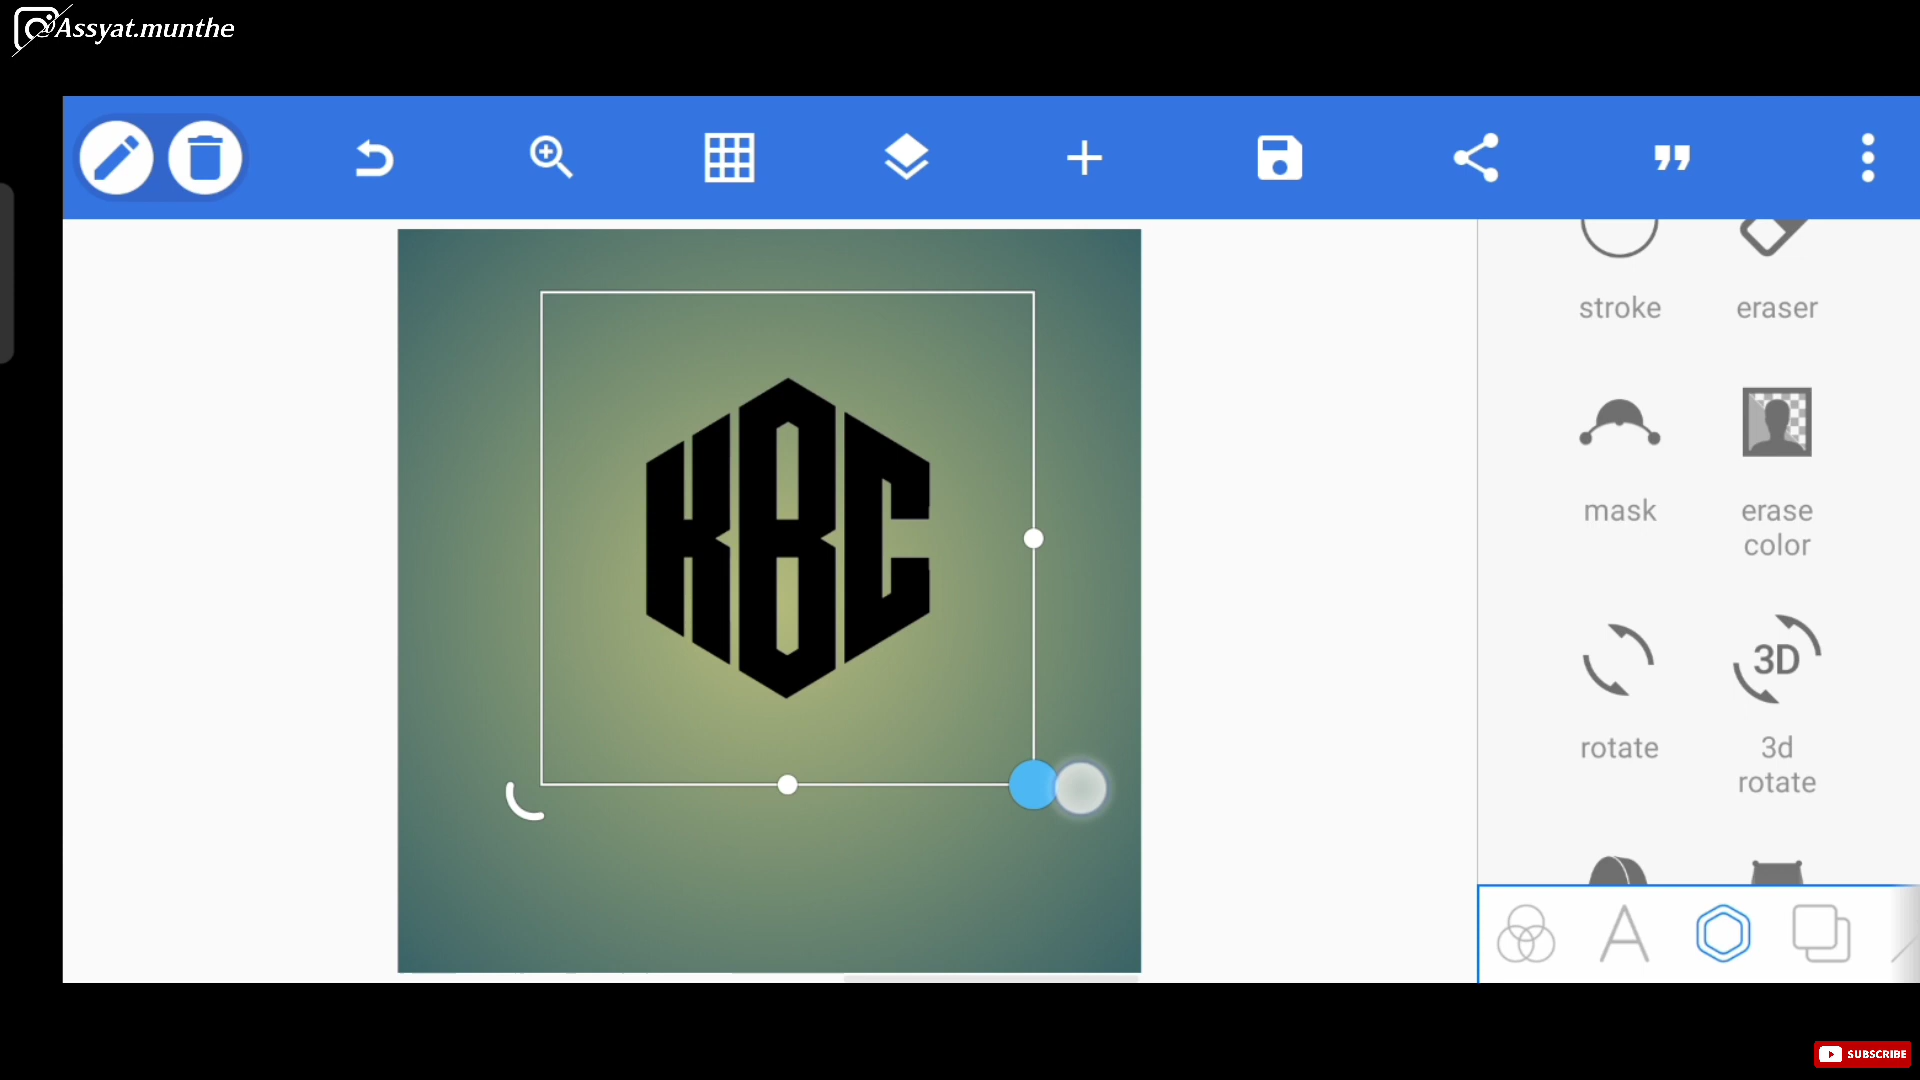 @Assyat.munthe
stroke
eraser
KBC
mask
erase
color
3D
rotate
3d
rotate
A
SUBSCRIBE